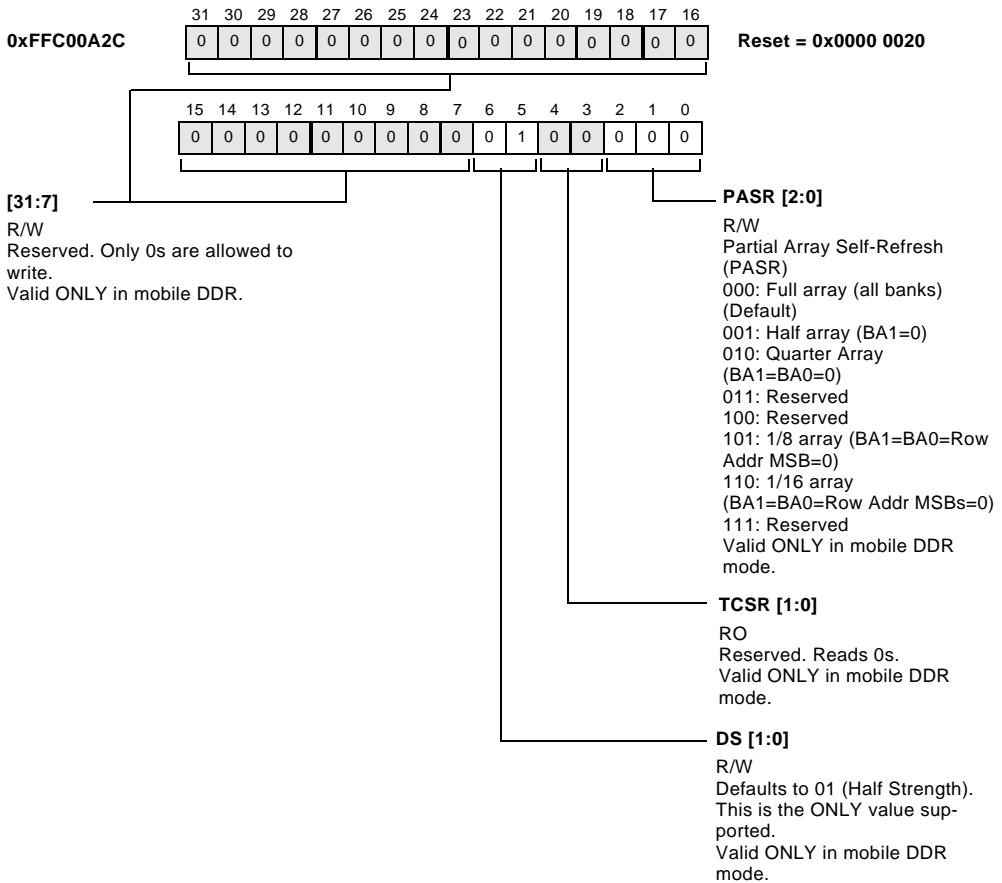 31 30 29 28 27 26 25 24 23 22 21 20 19 18 17 16
0xFFC00A2C 0 0 0 0 0 0 0 0 0 0 0 0 0 0 0 0 Reset = 0x0000 0020
15 14 13 12 11 10 9 8 7 6 5 4 3 2 1 0
0 0 0 0 0 0 0 0 0 0 1 0 0 0 0 0
[31:7]
R/W
Reserved. Only 0s are allowed to
write.
Valid ONLY in mobile DDR.
PASR [2:0]
R/W
Partial Array Self-Refresh
(PASR)
000: Full array (all banks)
(Default)
001: Half array (BA1=0)
010: Quarter Array
(BA1=BA0=0)
011: Reserved
100: Reserved
101: 1/8 array (BA1=BA0=Row
Addr MSB=0)
110: 1/16 array
(BA1=BA0=Row Addr MSBs=0)
111: Reserved
Valid ONLY in mobile DDR
mode.
TCSR [1:0]
RO
Reserved. Reads 0s.
Valid ONLY in mobile DDR
mode.
DS [1:0]
R/W
Defaults to 01 (Half Strength).
This is the ONLY value sup-
ported.
Valid ONLY in mobile DDR
mode.